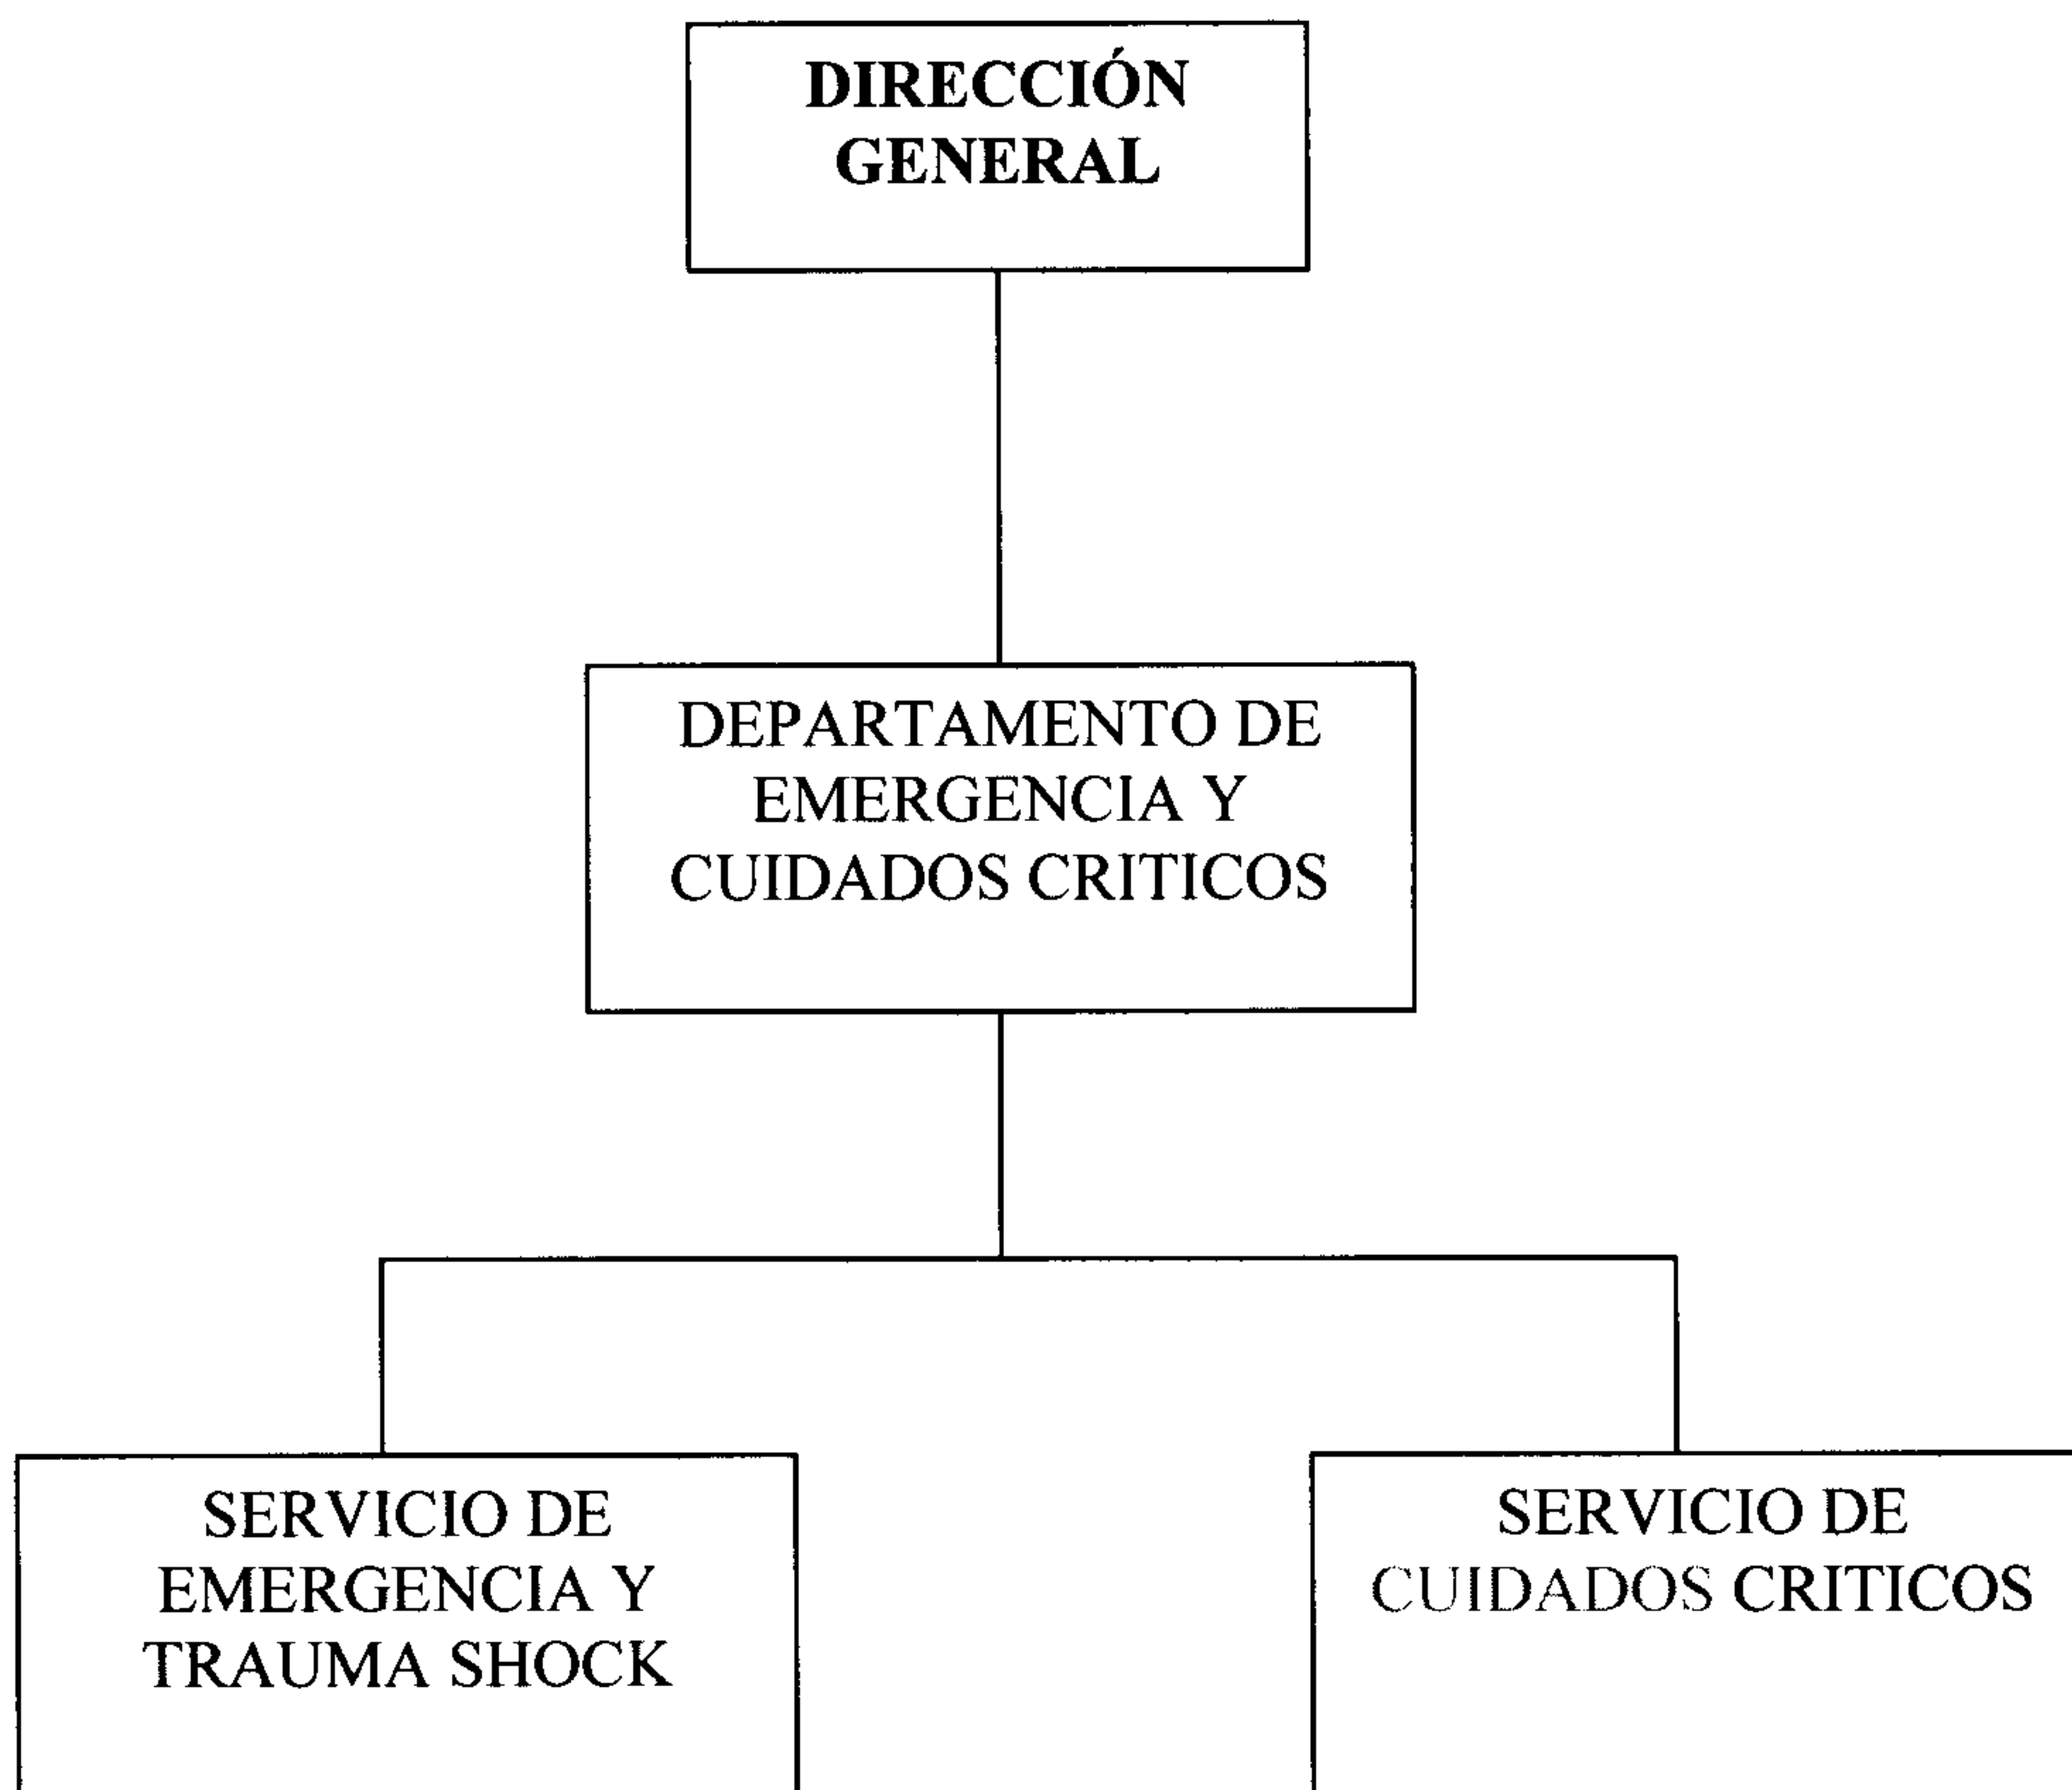 DIRECCIÓN
GENERAL
DEPARTAMENTO DE
EMERGENCIA Y
CUIDADOS CRITICOS
SERVICIO DE
EMERGENCIA Y
TRAUMA SHOCK
SERVICIO DE
CUIDADOS CRITICOS